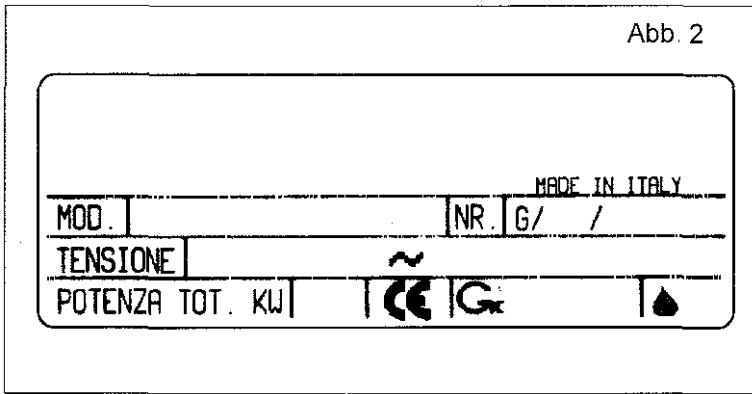 Abb. 2
MADE IN ITALY
MOD. NR. G/ /
TENSIONE ~
POTENZA TOT. KW CE